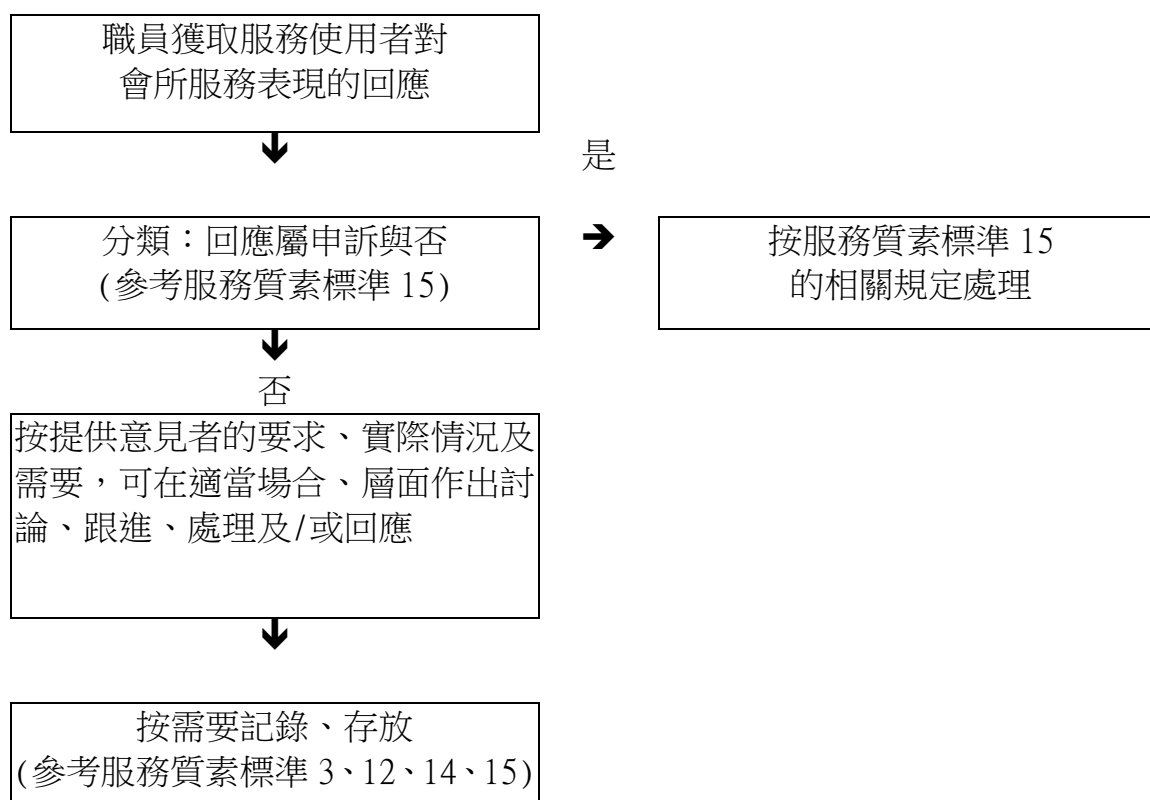 職員獲取服務使用者對
會所服務表現的回應
是
分類：回應屬申訴與否
(參考服務質素標準 15)
按服務質素標準 15
的相關規定處理
否
按提供意見者的要求、實際情況及
需要，可在適當場合、層面作出討
論、跟進、處理及/或回應
按需要記錄、存放
(參考服務質素標準 3、12、14、15)